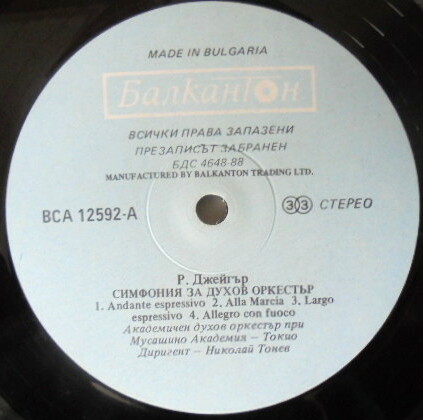 MADE IN BULGARIA
Балкантон
ВСИЧКИ ПРАВА ЗАПАЗЕНИ
ПРЕЗАПИСЪТ ЗАБРАНЕН
БДС 4648-88
MANUFACTURED BY BALKANTON TRADING LTD.
ВСА 12592-А
33 СТЕРЕО
Р. Джейгър
СИМФОНИЯ ЗА ДУХОВ ОРКЕСТЪР
1. Andante espressivo 2. Alla Marcia 3. Largo
espressivo 4. Allegro con fuoco
Академичен духов оркестър при
Мусашино Академия – Токио
Диригент – Николай Тонев